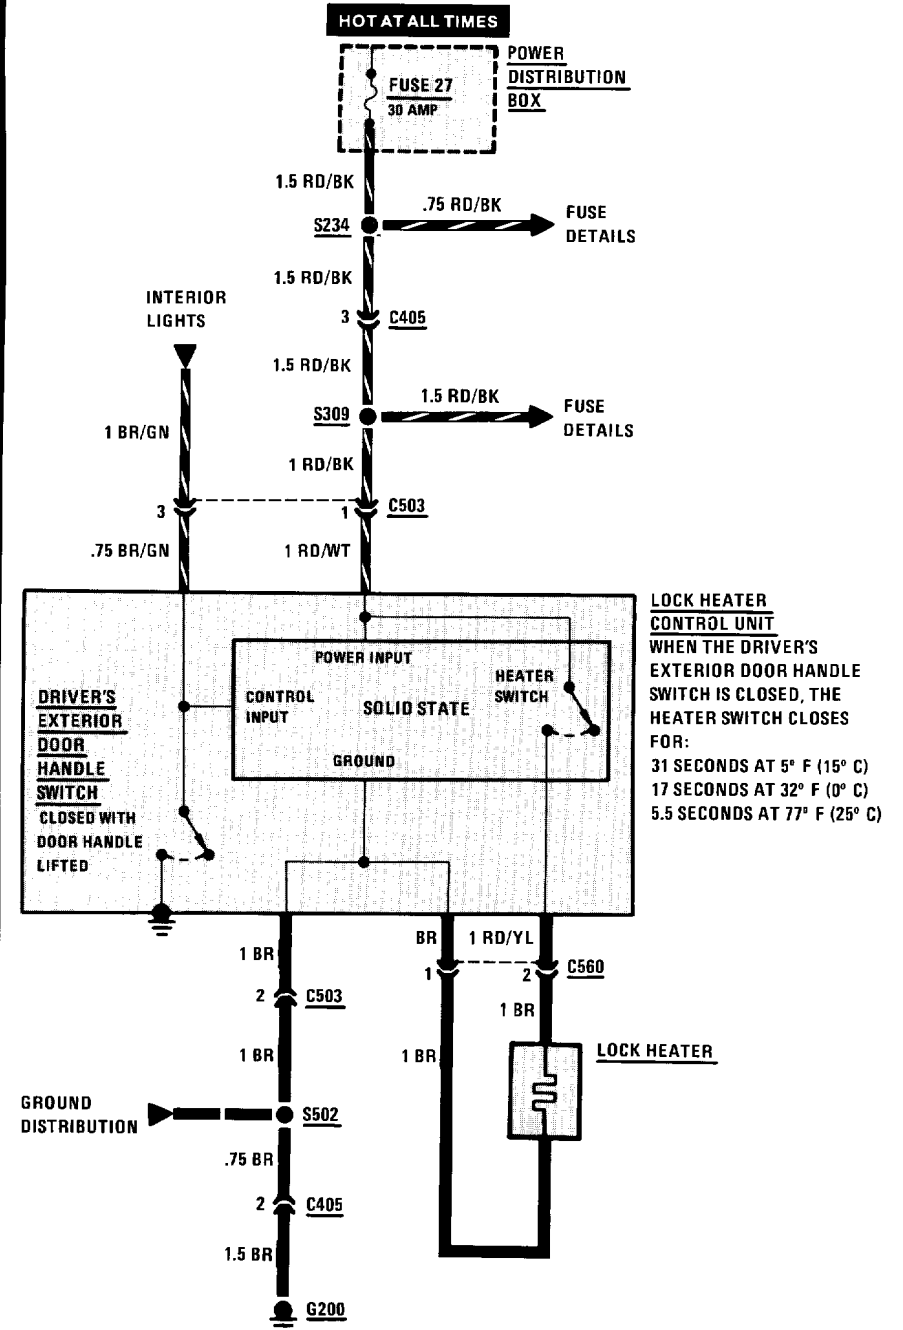 HOT AT ALL TIMES
POWER
DISTRIBUTION
BOX
FUSE 27
30 AMP
1.5 RD/BK
.75 RD/BK
S234
FUSE
DETAILS
1.5 RD/BK
INTERIOR
LIGHTS
3
C405
1.5 RD/BK
1.5 RD/BK
S309
FUSE
DETAILS
1 BR/GN
1 RD/BK
3
1
C503
.75 BR/GN
1 RD/WT
LOCK HEATER
CONTROL UNIT
WHEN THE DRIVER'S
EXTERIOR DOOR HANDLE
SWITCH IS CLOSED, THE
HEATER SWITCH CLOSES
FOR:
31 SECONDS AT 5º F (15º C)
17 SECONDS AT 32º F (0º C)
5.5 SECONDS AT 77º F (25º C)
POWER INPUT
HEATER
SWITCH
CONTROL
INPUT
SOLID STATE
GROUND
DRIVER'S
EXTERIOR
DOOR
HANDLE
SWITCH
CLOSED WITH
DOOR HANDLE
LIFTED
1 BR
BR
1 RD/YL
1
2
C560
2
C503
1 BR
1 BR
1 BR
LOCK HEATER
GROUND
DISTRIBUTION
S502
.75 BR
2
C405
1.5 BR
G200